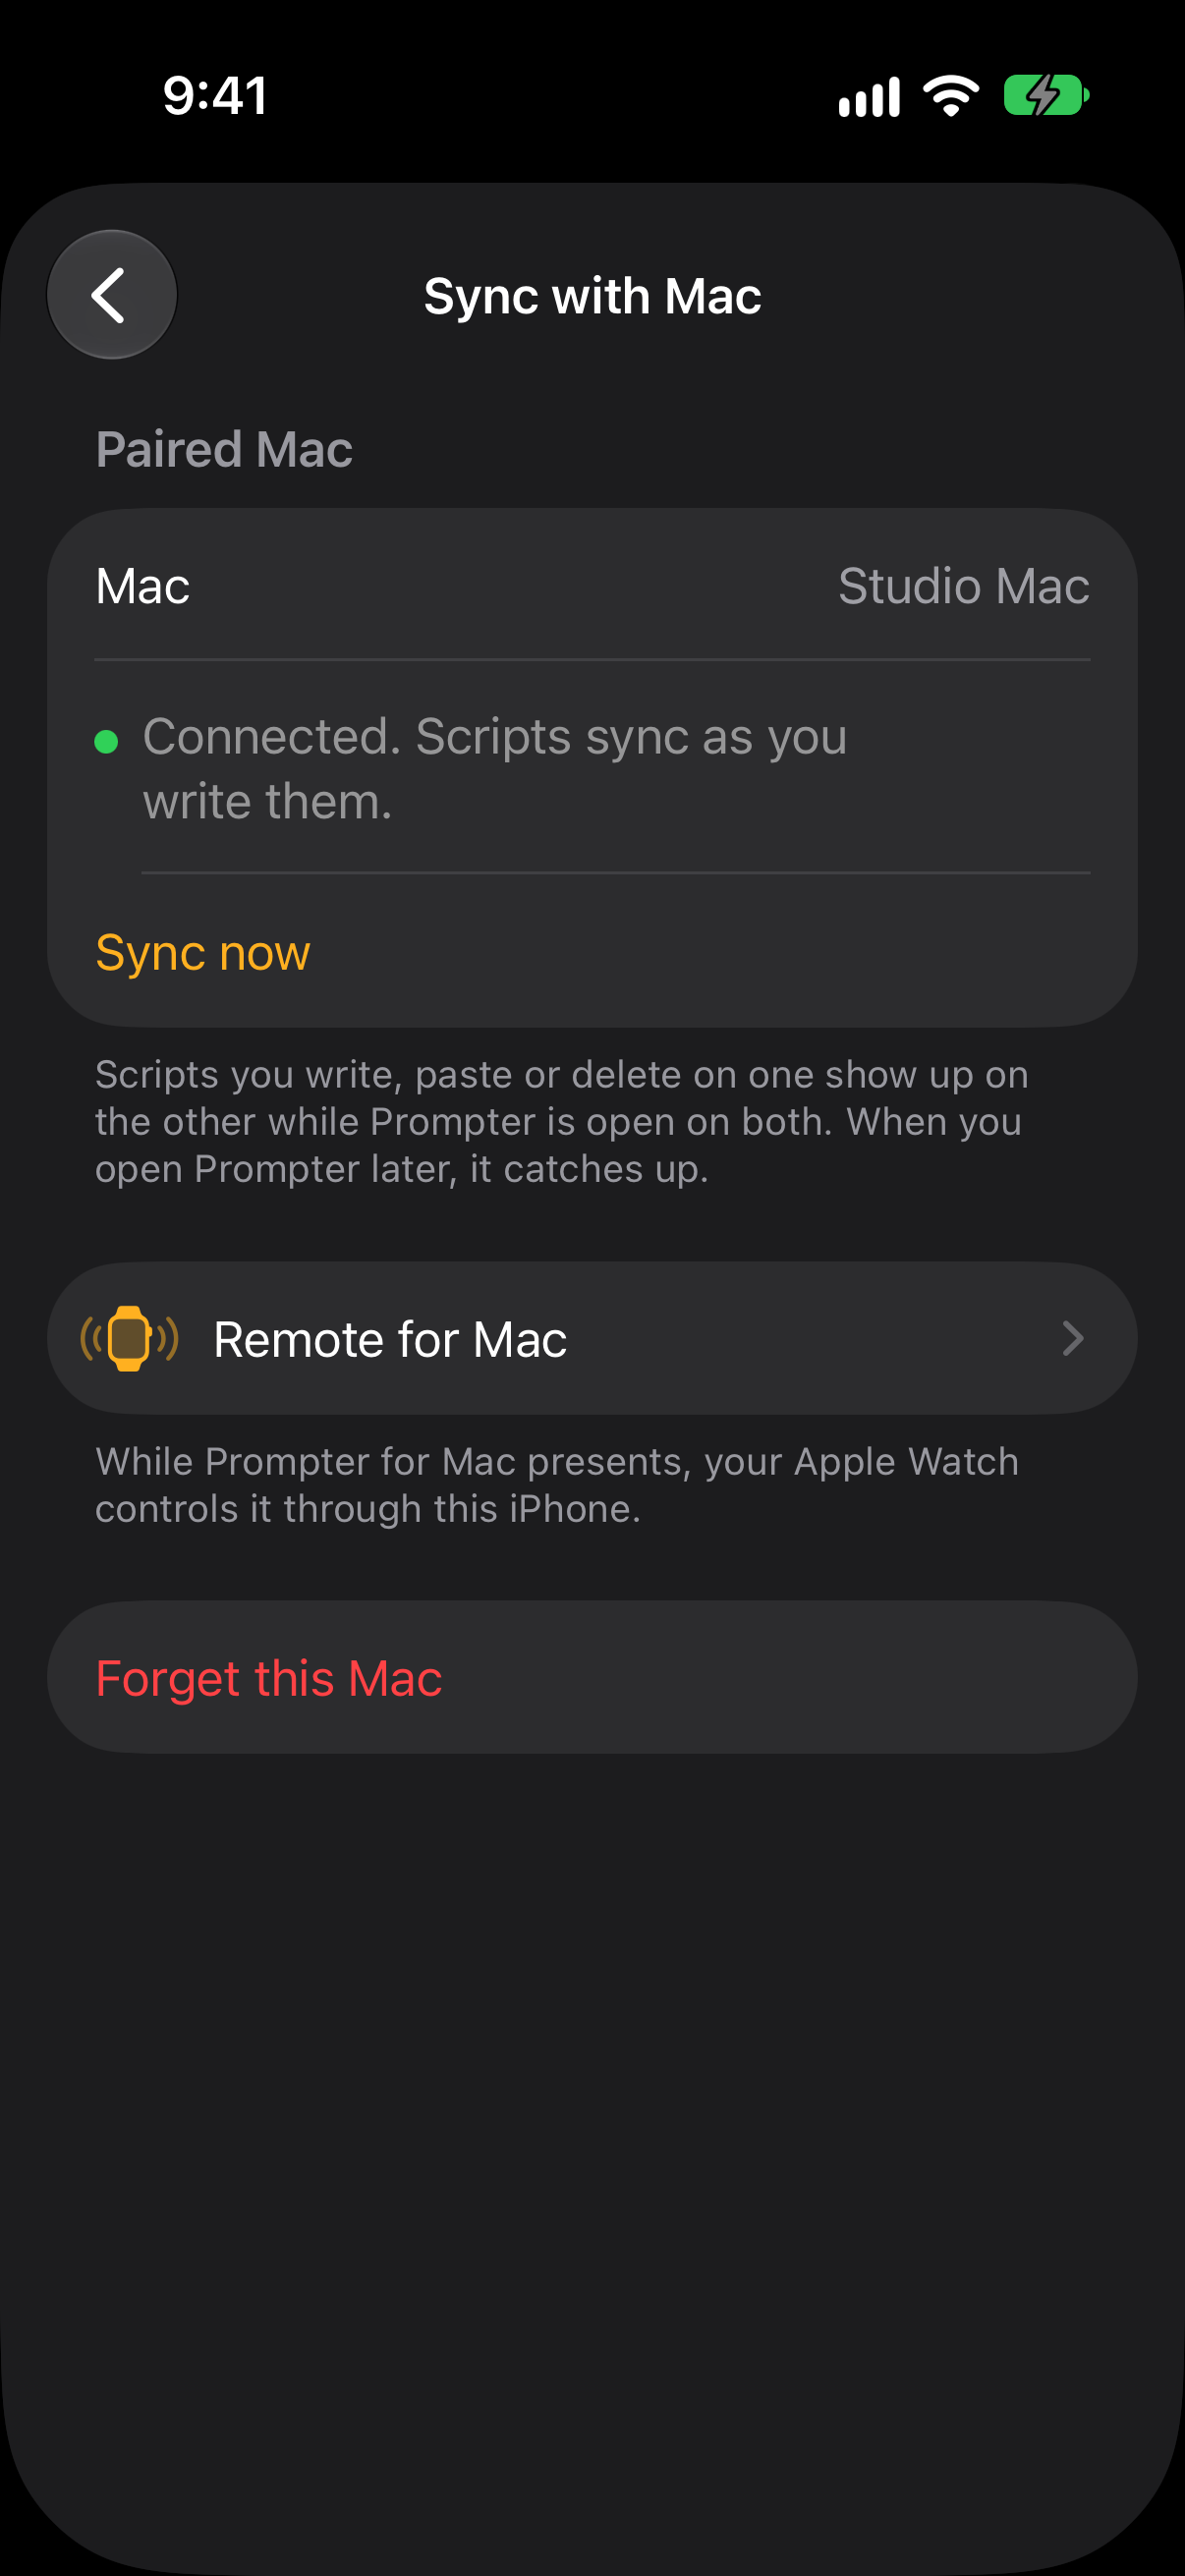 9:41
Sync with Mac
Paired Mac
Mac
Studio Mac
Connected. Scripts sync as you
write them.
Sync now
Scripts you write, paste or delete on one show up on
the other while Prompter is open on both. When you
open Prompter later, it catches up.
Remote for Mac
While Prompter for Mac presents, your Apple Watch
controls it through this iPhone.
Forget this Mac